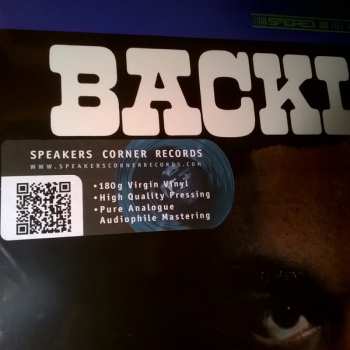 STEREO
BACKL
SPEAKERS CORNER RECORDS
WWW.SPEAKERSCORNERRECORDS.COM
•180g Virgin Vinyl
•High Quality Pressing
•Pure Analogue
Audiophile Mastering